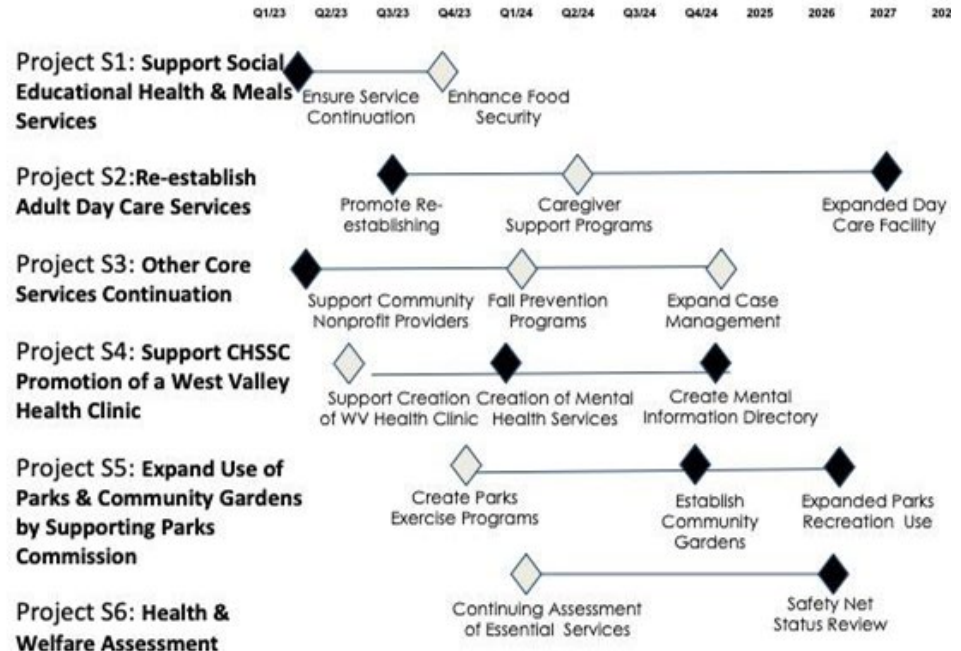 Q1/23 Q2/23 Q3/23 Q4/23 Q1/24 Q2/24 Q3/24 Q4/24 2025 2026 2027 202
Project S1: Support Social
Educational Health & Meals
Services
Ensure Service
Continuation
Enhance Food
Security
Project S2:Re-establish
Adult Day Care Services
Promote Re-
establishing
Caregiver
Support Programs
Expanded Day
Care Facility
Project S3: Other Core
Services Continuation
Support Community
Nonprofit Providers
Fall Prevention
Programs
Expand Case
Management
Project S4: Support CHSSC
Promotion of a West Valley
Health Clinic
Support Creation
of WV Health Clinic
Creation of Mental
Health Services
Create Mental
Information Directory
Project S5: Expand Use of
Parks & Community Gardens
by Supporting Parks
Commission
Create Parks
Exercise Programs
Establish
Community
Gardens
Expanded Parks
Recreation Use
Project S6: Health &
Welfare Assessment
Continuing Assessment
of Essential Services
Safety Net
Status Review